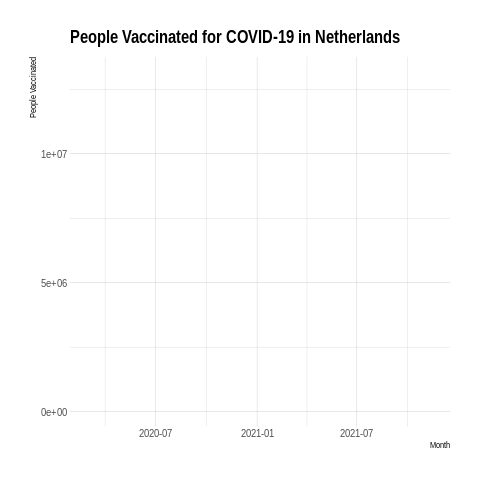 People Vaccinated for COVID-19 in Netherlands
People Vaccinated
1e+07
5e+06
0e+00
2020-07
2021-01
2021-07
Month